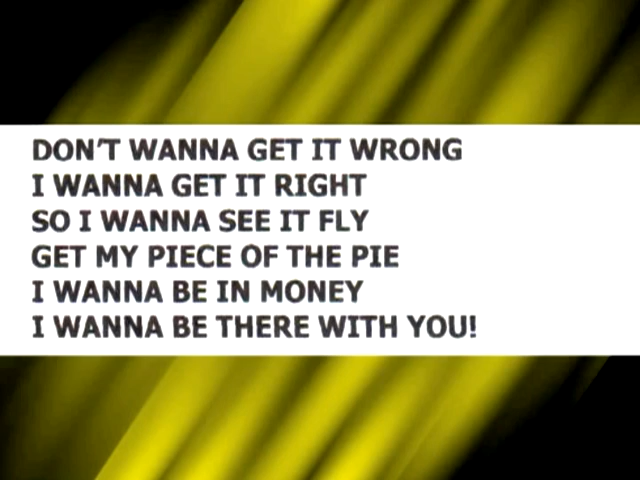 DON'T WANNA GET IT WRONG
I WANNA GET IT RIGHT
SO I WANNA SEE IT FLY
GET MY PIECE OF THE PIE
I WANNA BE IN MONEY
I WANNA BE THERE WITH YOU!